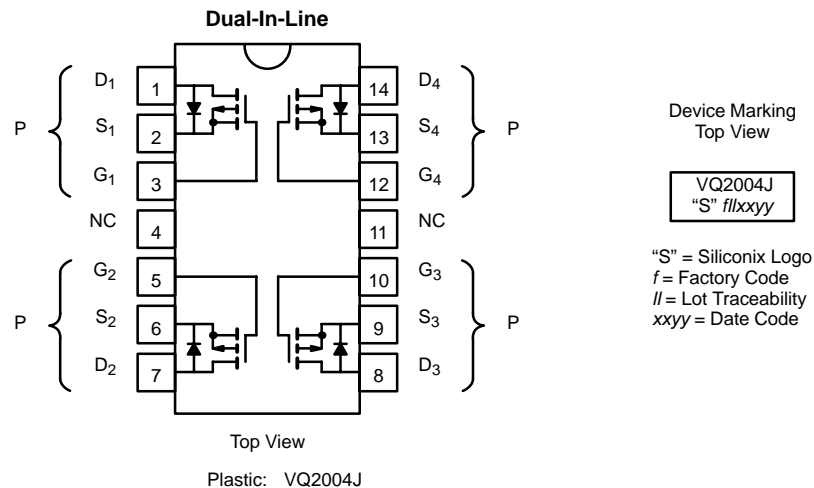 Dual-In-Line
D1 1 14 D4
P S1 2 13 S4 P
G1 3 12 G4
NC 4 11 NC
G2 5 10 G3
P S2 6 9 S3 P
D2 7 8 D3
Top View
Plastic: VQ2004J
Device Marking
Top View
VQ2004J
“S” fllxxyy
“S” = Siliconix Logo
f = Factory Code
ll = Lot Traceability
xxyy = Date Code